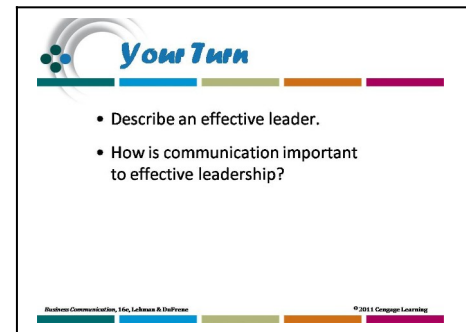 Your Turn
• Describe an effective leader.
• How is communication important
to effective leadership?
Business Communication, 16e, Lehman & DuFrene
© 2011 Cengage Learning